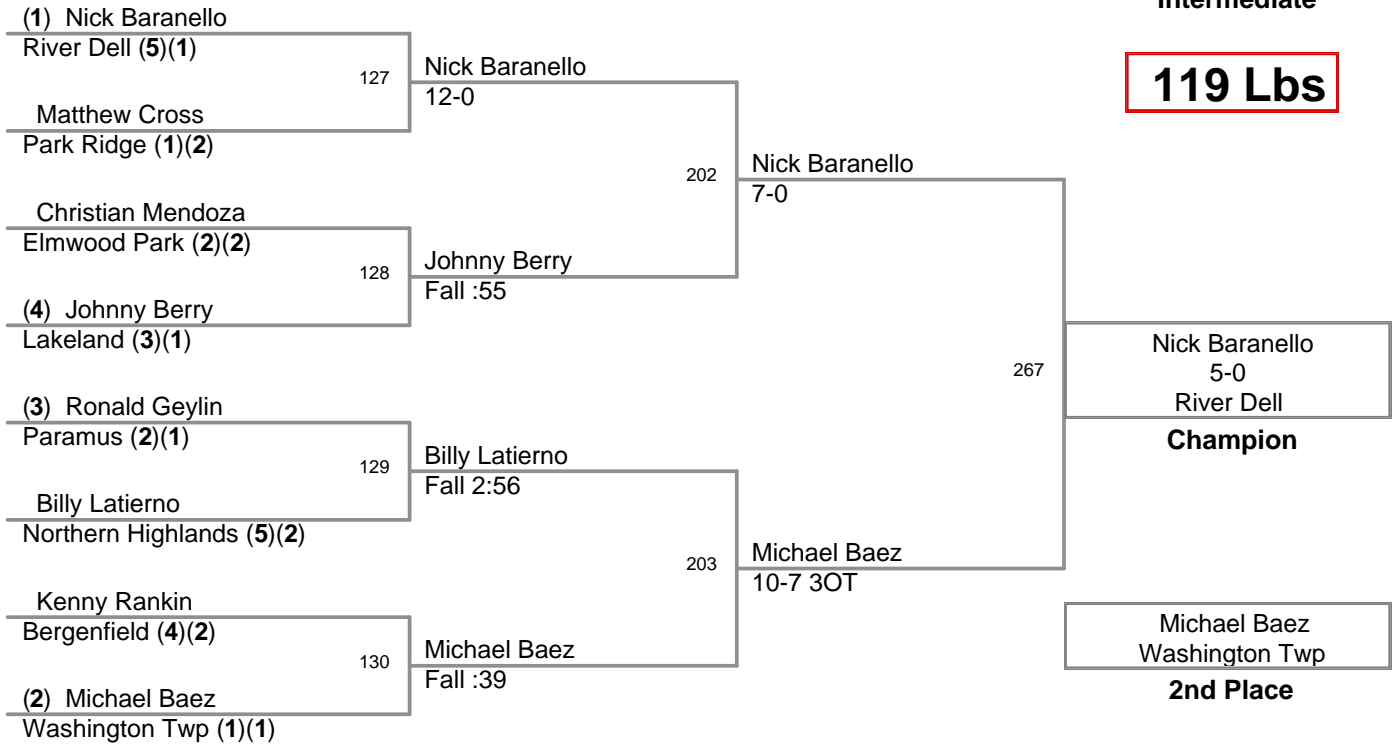 Intermediate
119 Lbs
(1) Nick Baranello
River Dell (5)(1)
127
Matthew Cross
Park Ridge (1)(2)
Nick Baranello
12-0
Christian Mendoza
Elmwood Park (2)(2)
128
(4) Johnny Berry
Lakeland (3)(1)
Johnny Berry
Fall :55
202
Nick Baranello
7-0
(3) Ronald Geylin
Paramus (2)(1)
129
Billy Latierno
Northern Highlands (5)(2)
Billy Latierno
Fall 2:56
Kenny Rankin
Bergenfield (4)(2)
130
(2) Michael Baez
Washington Twp (1)(1)
Michael Baez
Fall :39
203
Michael Baez
10-7 3OT
267
Nick Baranello
5-0
River Dell
Champion
Michael Baez
Washington Twp
2nd Place